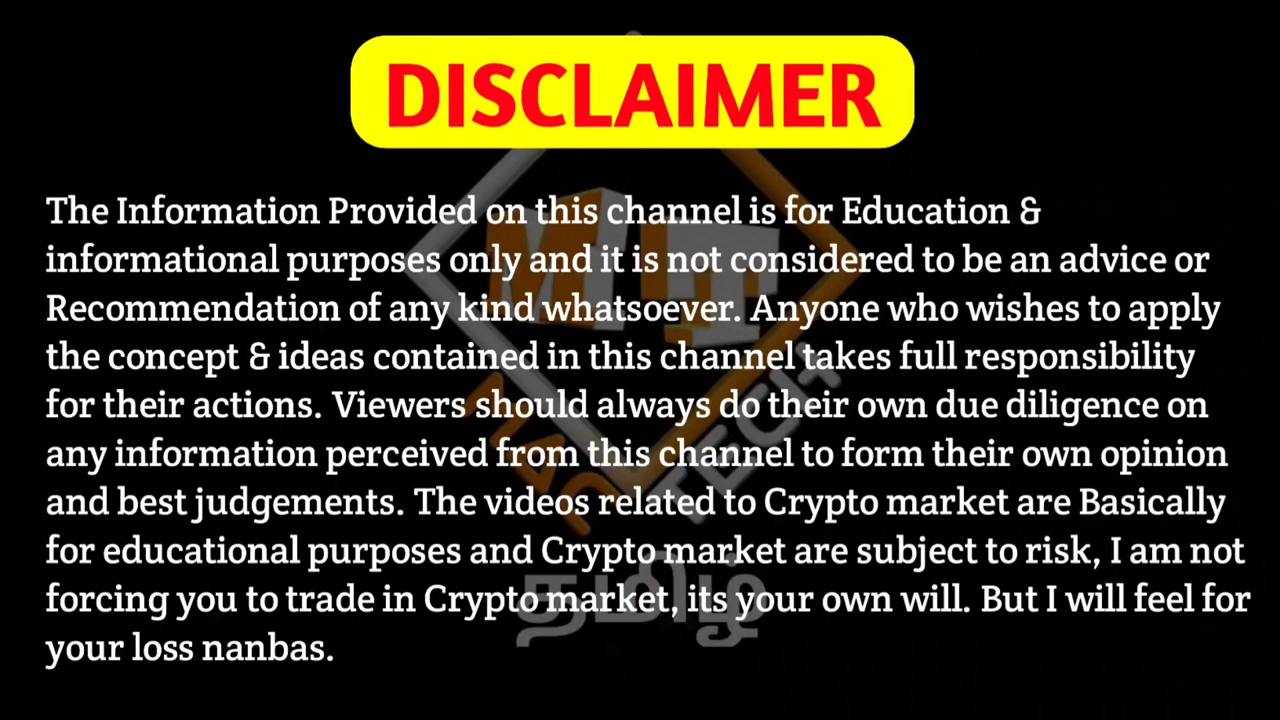 DISCLAIMER
The Information Provided on this channel is for Education &
informational purposes only and it is not considered to be an advice or
Recommendation of any kind whatsoever. Anyone who wishes to apply
the concept & ideas contained in this channel takes full responsibility
for their actions. Viewers should always do their own due diligence on
any information perceived from this channel to form their own opinion
and best judgements. The videos related to Crypto market are Basically
for educational purposes and Crypto market are subject to risk, I am not
forcing you to trade in Crypto market, its your own will. But I will feel for
your loss nanbas.
MT
TECH
தமிழ்